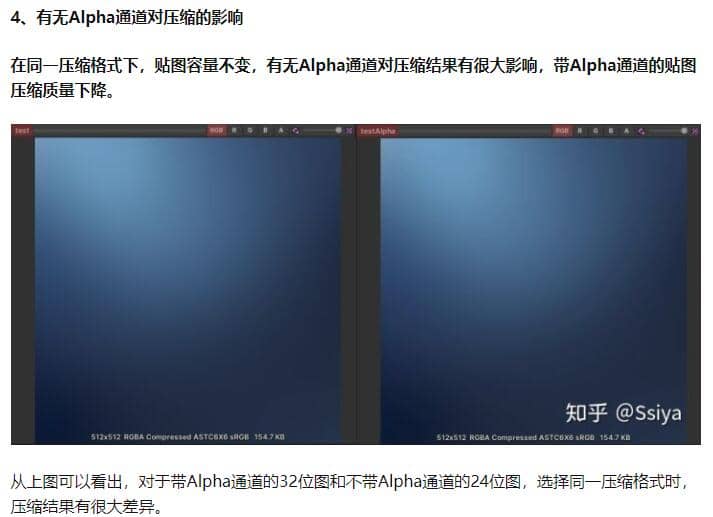 4、有无Alpha通道对压缩的影响
在同一压缩格式下，贴图容量不变，有无Alpha通道对压缩结果有很大影响，带Alpha通道的贴图
压缩质量下降。
test RGB R G B A
testAlpha RGB R G B A
知乎 @Ssiya
512x512 RGBA Compressed ASTC6X6 sRGB 154.7 KB
512x512 RGBA Compressed ASTC6X6 sRGB 154.7 KB
从上图可以看出，对于带Alpha通道的32位图和不带Alpha通道的24位图，选择同一压缩格式时，
压缩结果有很大差异。